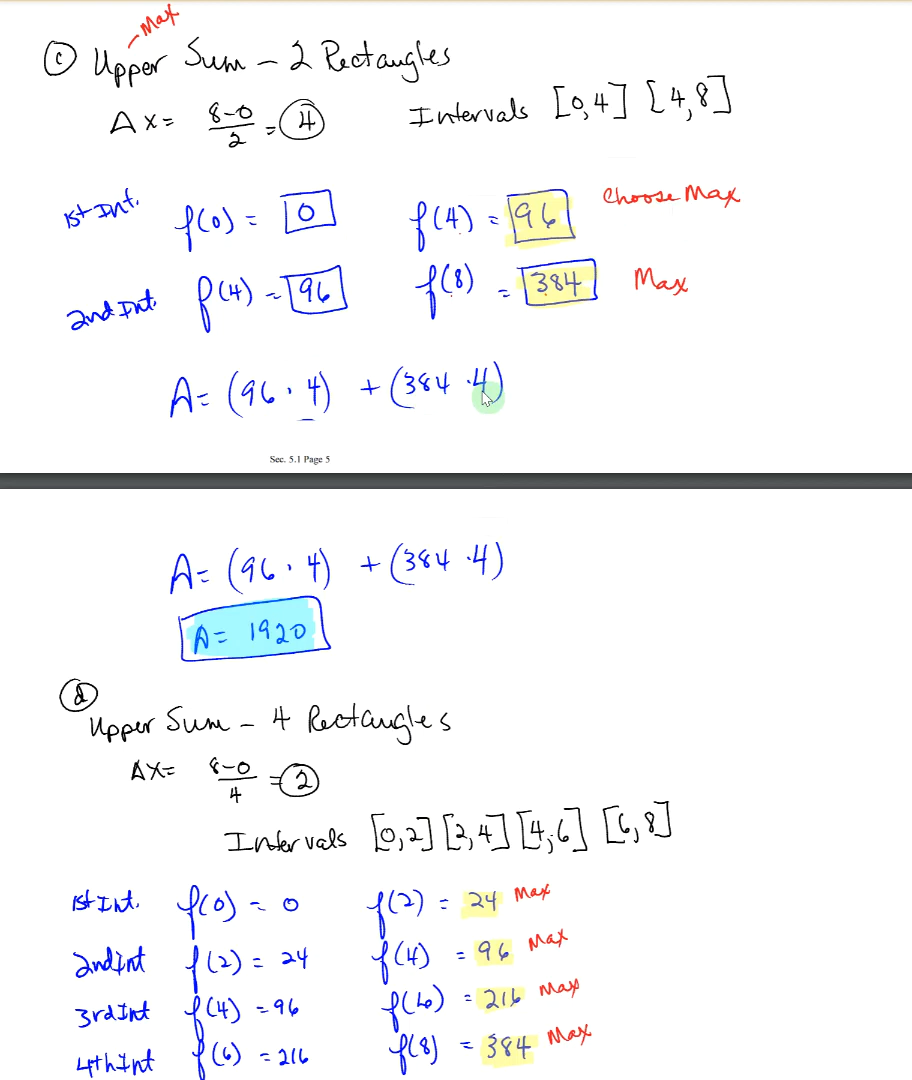 Max
ⓒ Upper Sum - 2 Rectangles
Δx = 8-0/2 = 4 Intervals [0,4] [4,8]
1st Int. f(0) = 0 f(4) = 96 Choose Max
2nd Int. f(4) = 96 f(8) = 384 Max
A = (96 · 4) + (384 · 4)
Sec. 5.1 Page 5
A = (96 · 4) + (384 · 4)
A = 1920
ⓓ
Upper Sum - 4 Rectangles
Δx = 8-0/4 = 2
Intervals [0,2] [2,4] [4,6] [6,8]
1st Int. f(0) = 0 f(2) = 24 Max
2nd Int f(2) = 24 f(4) = 96 Max
3rd Int f(4) = 96 f(6) = 216 Max
4th Int f(6) = 216 f(8) = 384 Max